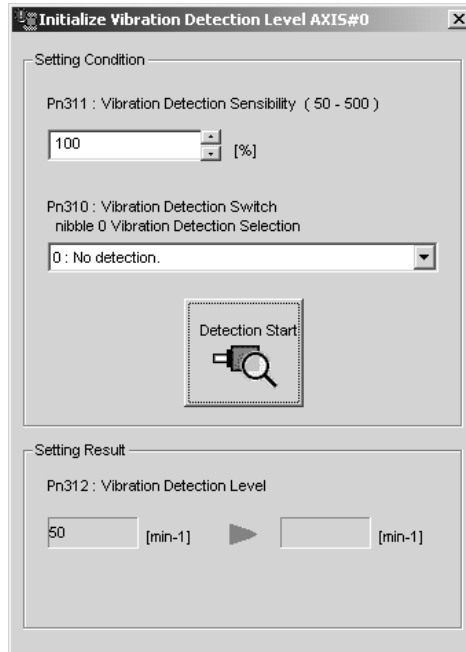 Initialize Vibration Detection Level AXIS#0
Setting Condition
Pn311 : Vibration Detection Sensibility ( 50 - 500 )
100
[%]
Pn310 : Vibration Detection Switch
nibble 0 Vibration Detection Selection
0 : No detection.
Detection Start
Setting Result
Pn312 : Vibration Detection Level
50 [min-1] [min-1]